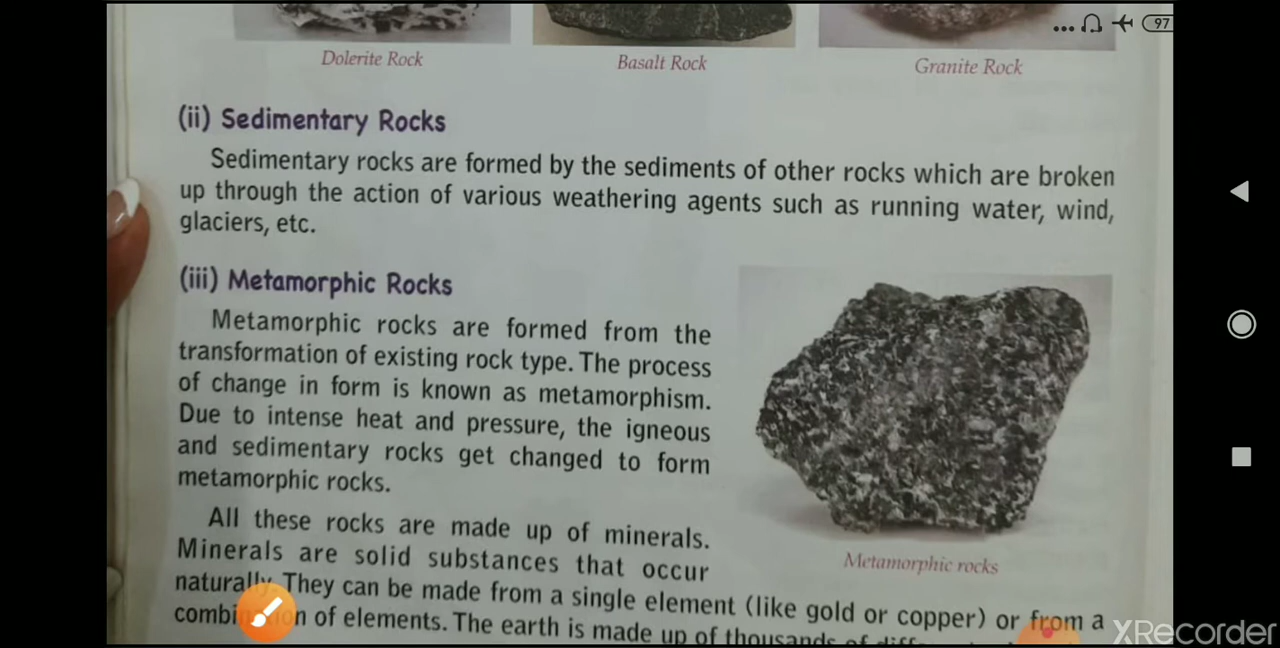 97
Dolerite Rock
Basalt Rock
Granite Rock
(ii) Sedimentary Rocks
Sedimentary rocks are formed by the sediments of other rocks which are broken
up through the action of various weathering agents such as running water, wind,
glaciers, etc.
(iii) Metamorphic Rocks
Metamorphic rocks are formed from the
transformation of existing rock type. The process
of change in form is known as metamorphism.
Due to intense heat and pressure, the igneous
and sedimentary rocks get changed to form
metamorphic rocks.
Metamorphic rocks
All these rocks are made up of minerals.
Minerals are solid substances that occur
naturally. They can be made from a single element (like gold or copper) or from a
of elements. The earth is made up of thousands of
XRecorder